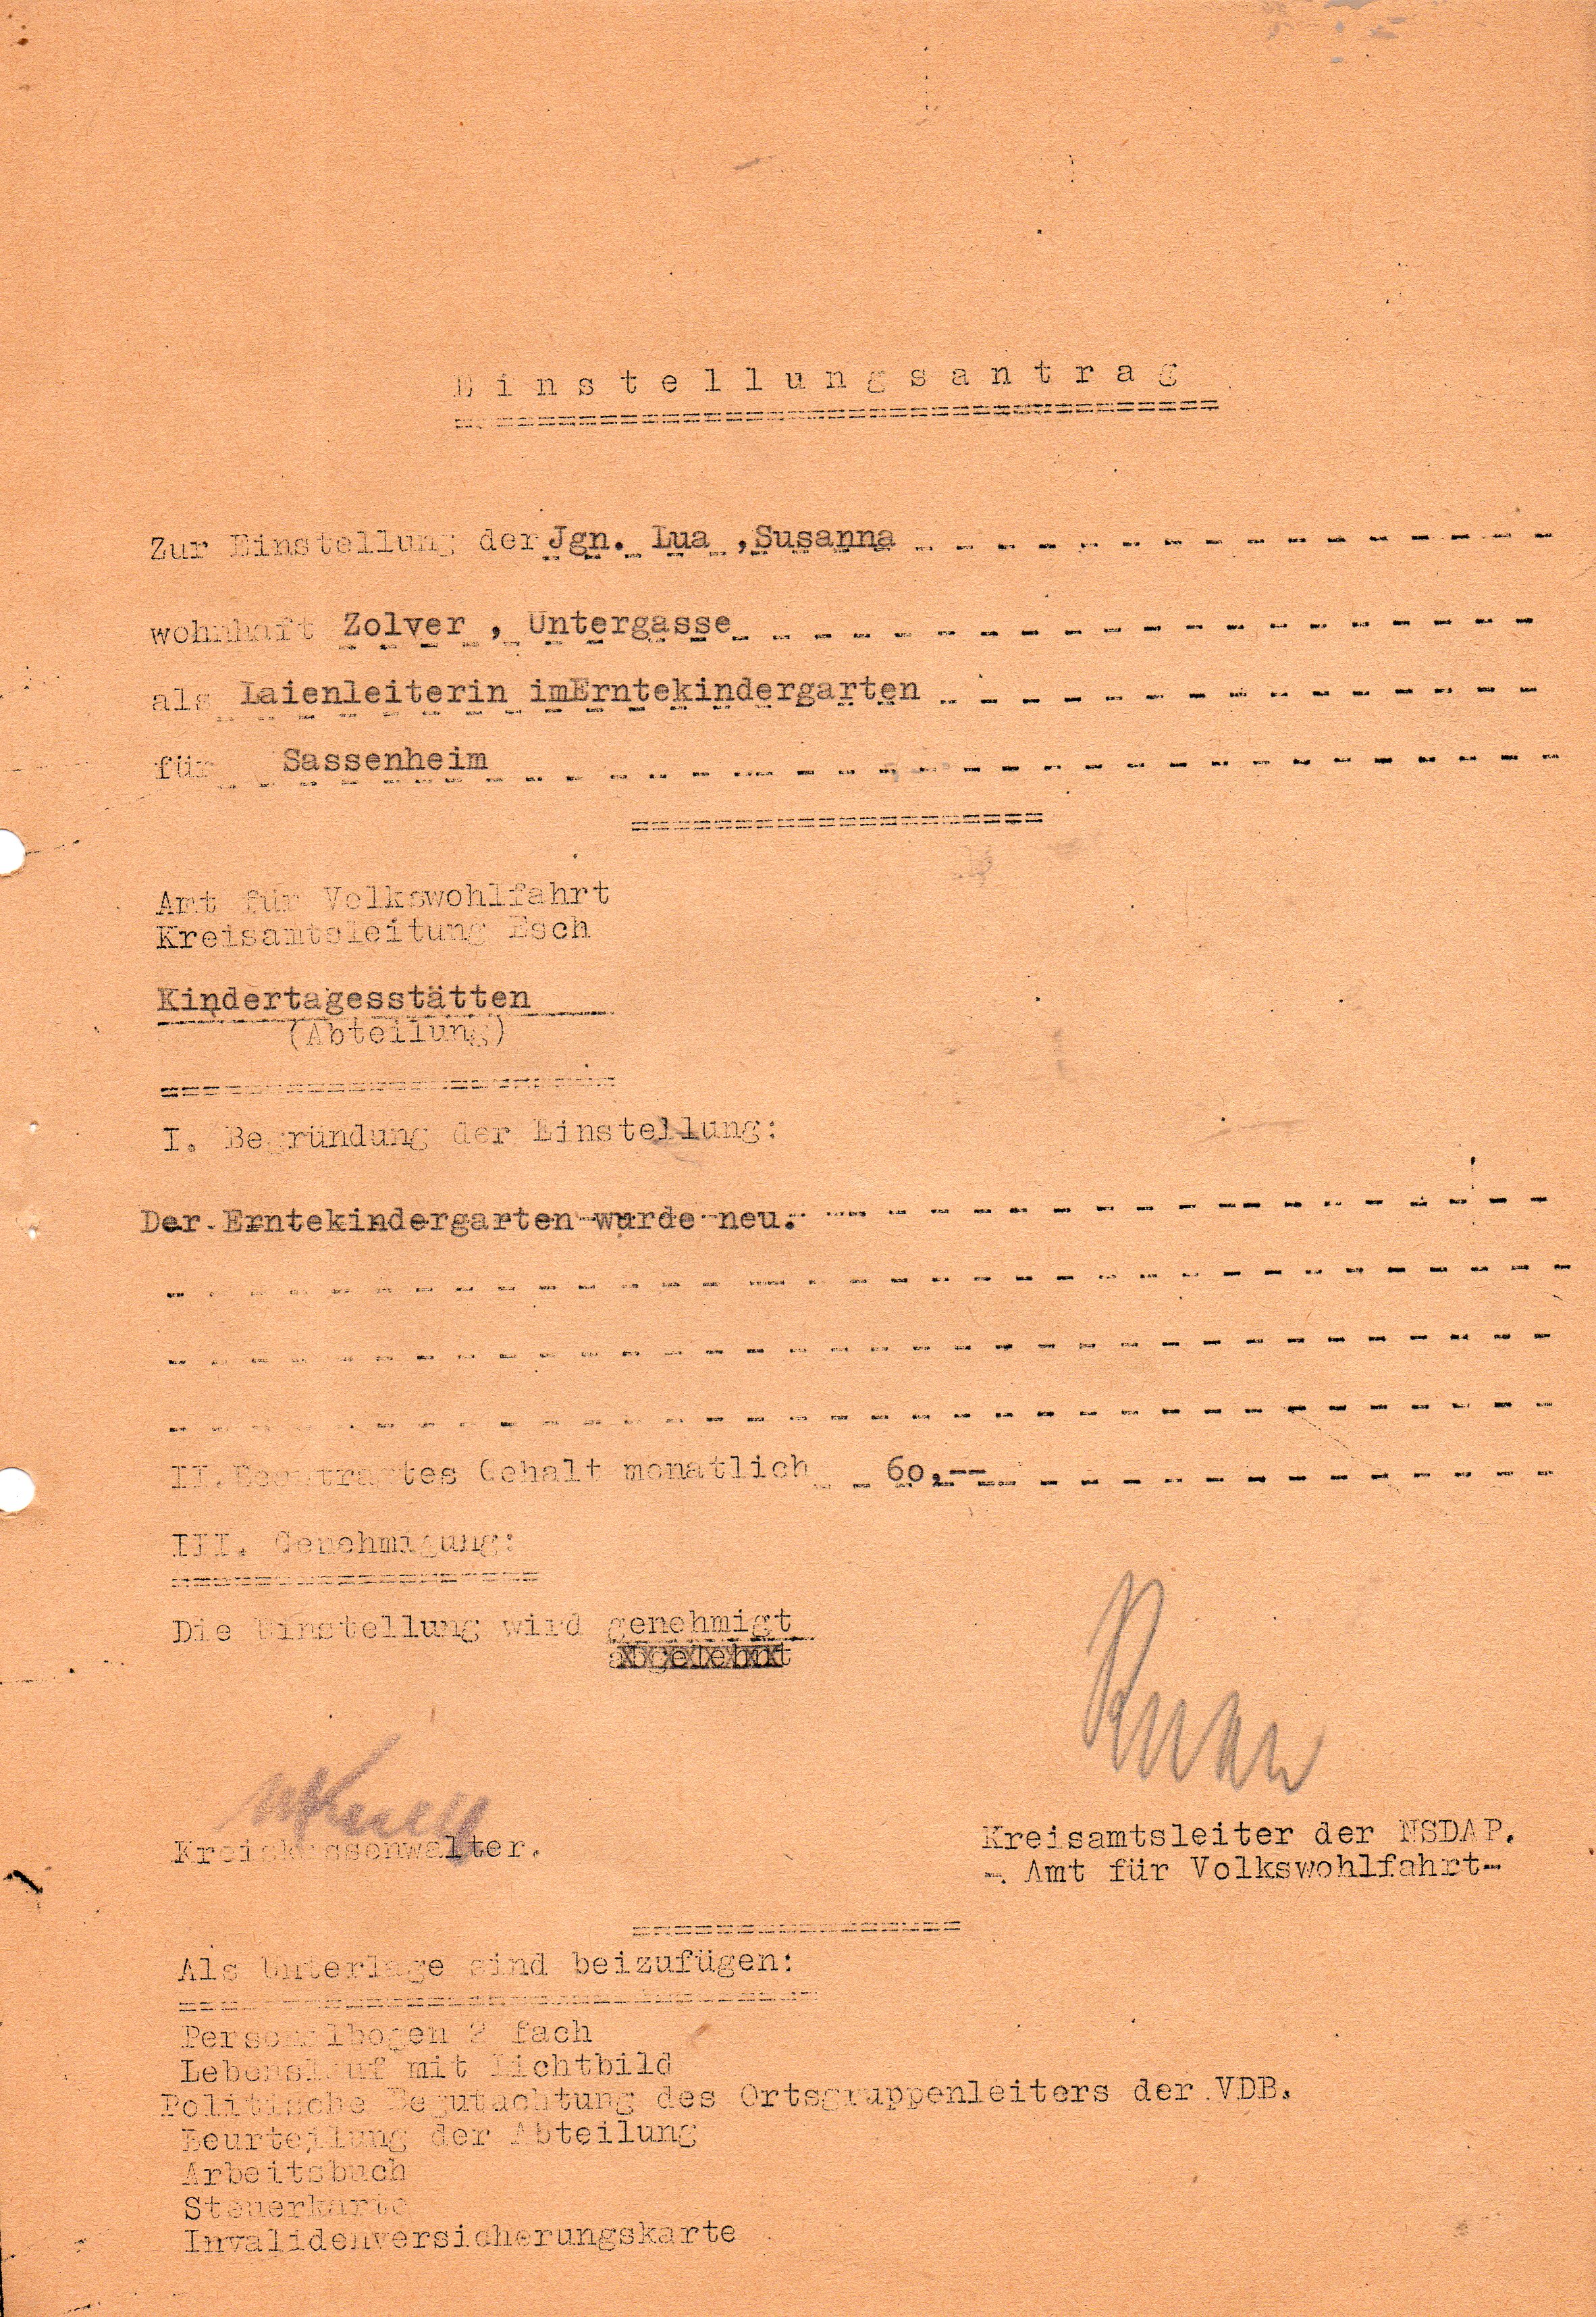 Einstellungsantrag
Zur Einstellung der Jgn. Lua ,Susanna
wohnhaft Zolver , Untergasse
als Laienleiterin imErntekindergarten
für Sassenheim
Amt für Volkswohlfahrt
Kreisamtsleitung Esch
Kindertagesstätten
(Abteilung)
I. Begründung der Einstellung:
Der Erntekindergarten wurde neu.
II. Beantragtes Gehalt monatlich 60,--
III. Genehmigung:
Die Einstellung wird genehmigt
abgelehnt
Kreiskassenwalter.
Kreisamtsleiter der NSDAP.
- Amt für Volkswohlfahrt-
Als Unterlage sind beizufügen:
Personalbogen 2 fach
Lebenslauf mit Lichtbild
Politische Begutachtung des Ortsgruppenleiters der VDB.
Beurteilung der Abteilung
Arbeitsbuch
Steuerkarte
Invalidenversicherungskarte